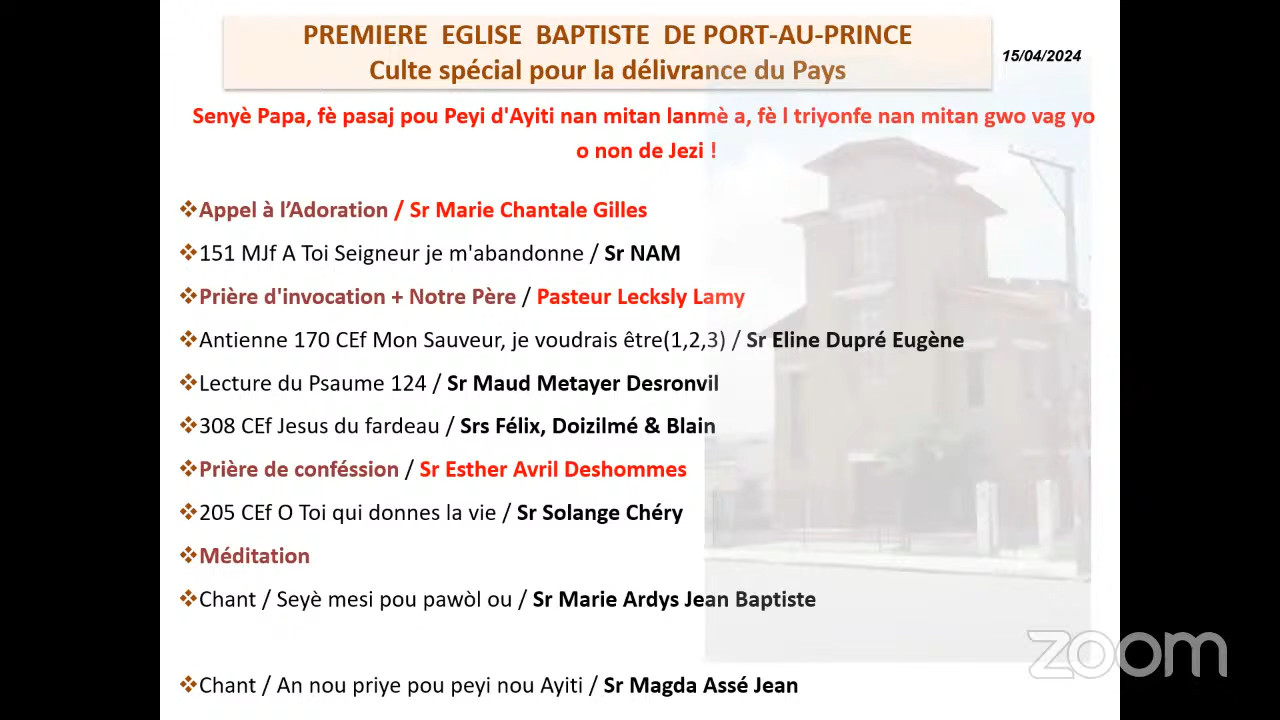 PREMIERE EGLISE BAPTISTE DE PORT-AU-PRINCE
Culte spécial pour la délivrance du Pays
15/04/2024
Senyè Papa, fè pasaj pou Peyi d'Ayiti nan mitan lanmè a, fè l triyonfe nan mitan gwo vag yo
o non de Jezi !
Appel à l’Adoration / Sr Marie Chantale Gilles
151 MJf A Toi Seigneur je m'abandonne / Sr NAM
Prière d'invocation + Notre Père / Pasteur Lecksly Lamy
Antienne 170 CEf Mon Sauveur, je voudrais être(1,2,3) / Sr Eline Dupré Eugène
Lecture du Psaume 124 / Sr Maud Metayer Desronvil
308 CEf Jesus du fardeau / Srs Félix, Doizilmé & Blain
Prière de conféssion / Sr Esther Avril Deshommes
205 CEf O Toi qui donnes la vie / Sr Solange Chéry
Méditation
Chant / Seyè mesi pou pawòl ou / Sr Marie Ardys Jean Baptiste
zoom
Chant / An nou priye pou peyi nou Ayiti / Sr Magda Assé Jean